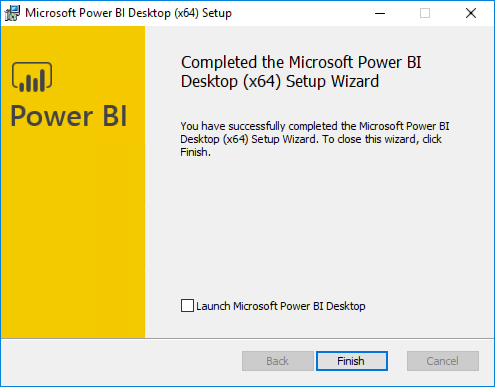 Microsoft Power BI Desktop (x64) Setup
Power BI
Completed the Microsoft Power BI
Desktop (x64) Setup Wizard
You have successfully completed the Microsoft Power BI
Desktop (x64) Setup Wizard. To close this wizard, click
Finish.
Launch Microsoft Power BI Desktop
Back
Finish
Cancel